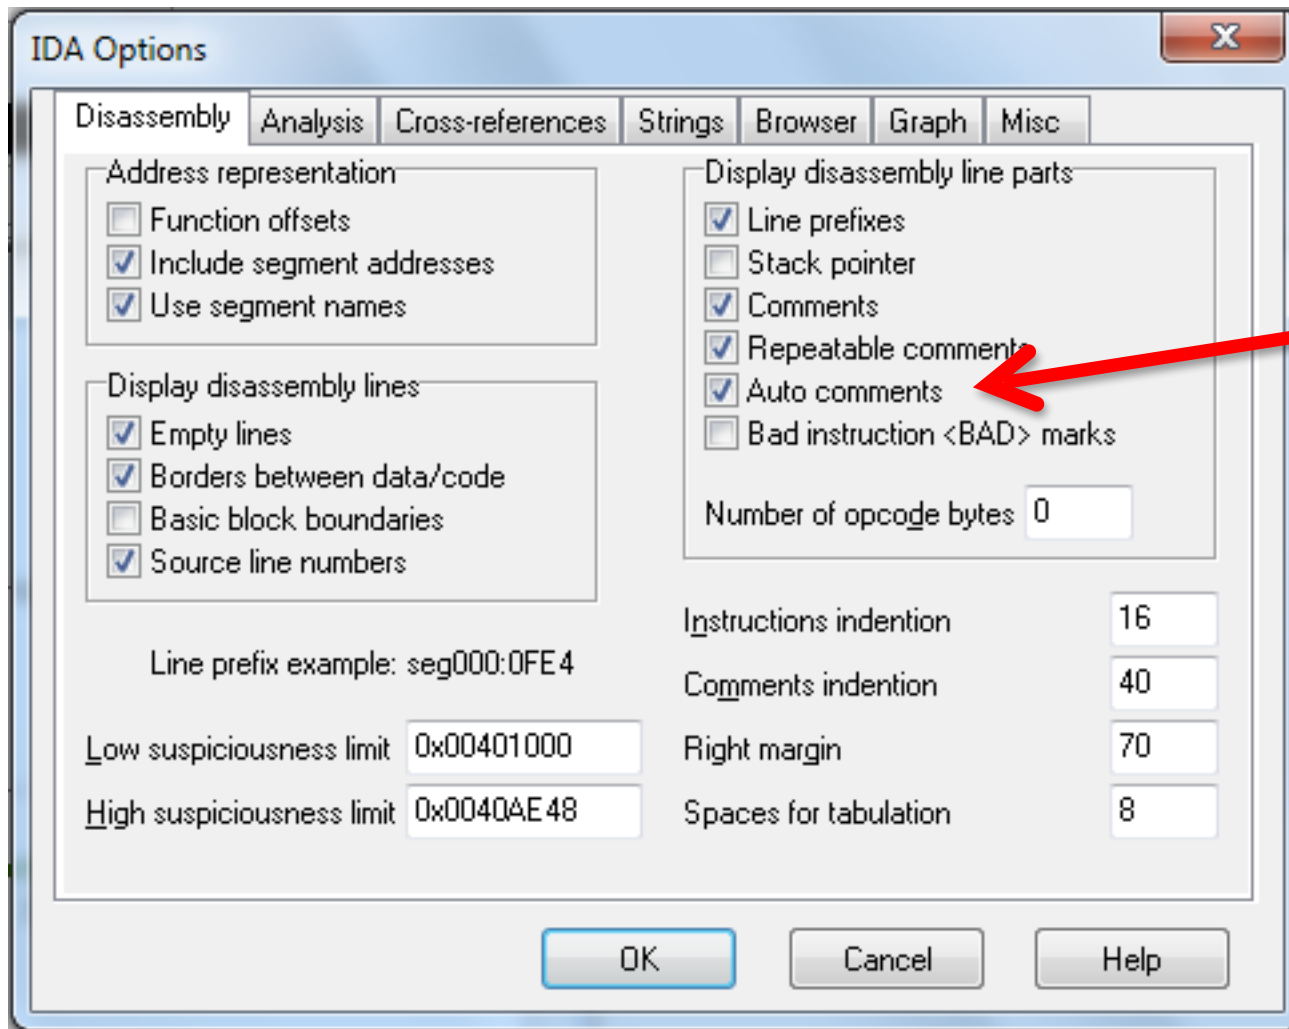 IDA Options
Disassembly Analysis Cross-references Strings Browser Graph Misc
Address representation
Function offsets
Include segment addresses
Use segment names
Display disassembly lines
Empty lines
Borders between data/code
Basic block boundaries
Source line numbers
Line prefix example: seg000:0FE4
Low suspiciousness limit 0x00401000
High suspiciousness limit 0x0040AE48
Display disassembly line parts
Line prefixes
Stack pointer
Comments
Repeatable comments
Auto comments
Bad instruction <BAD> marks
Number of opcode bytes 0
Instructions indention 16
Comments indention 40
Right margin 70
Spaces for tabulation 8
OK Cancel Help